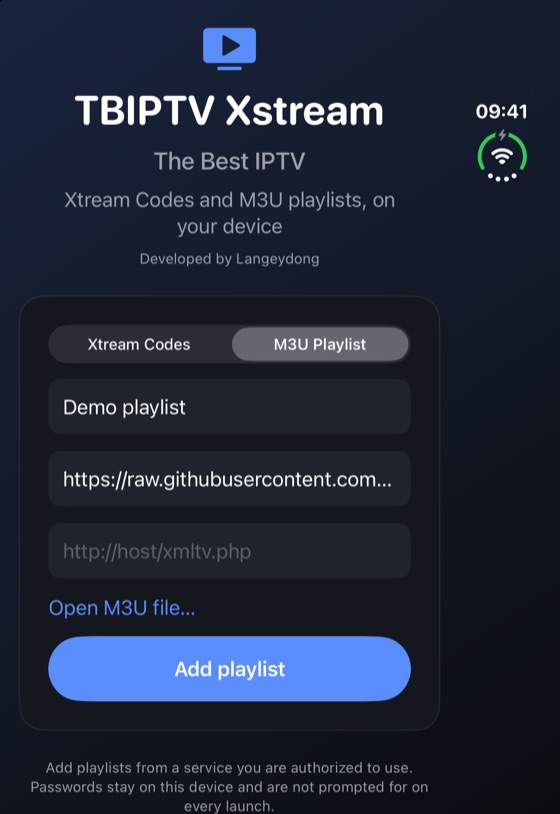 TBIPTV Xstream
09:41
The Best IPTV
Xtream Codes and M3U playlists, on
your device
Developed by Langeydong
Xtream Codes
M3U Playlist
Demo playlist
https://raw.githubusercontent.com...
http://host/xmltv.php
Open M3U file...
Add playlist
Add playlists from a service you are authorized to use.
Passwords stay on this device and are not prompted for on
every launch.